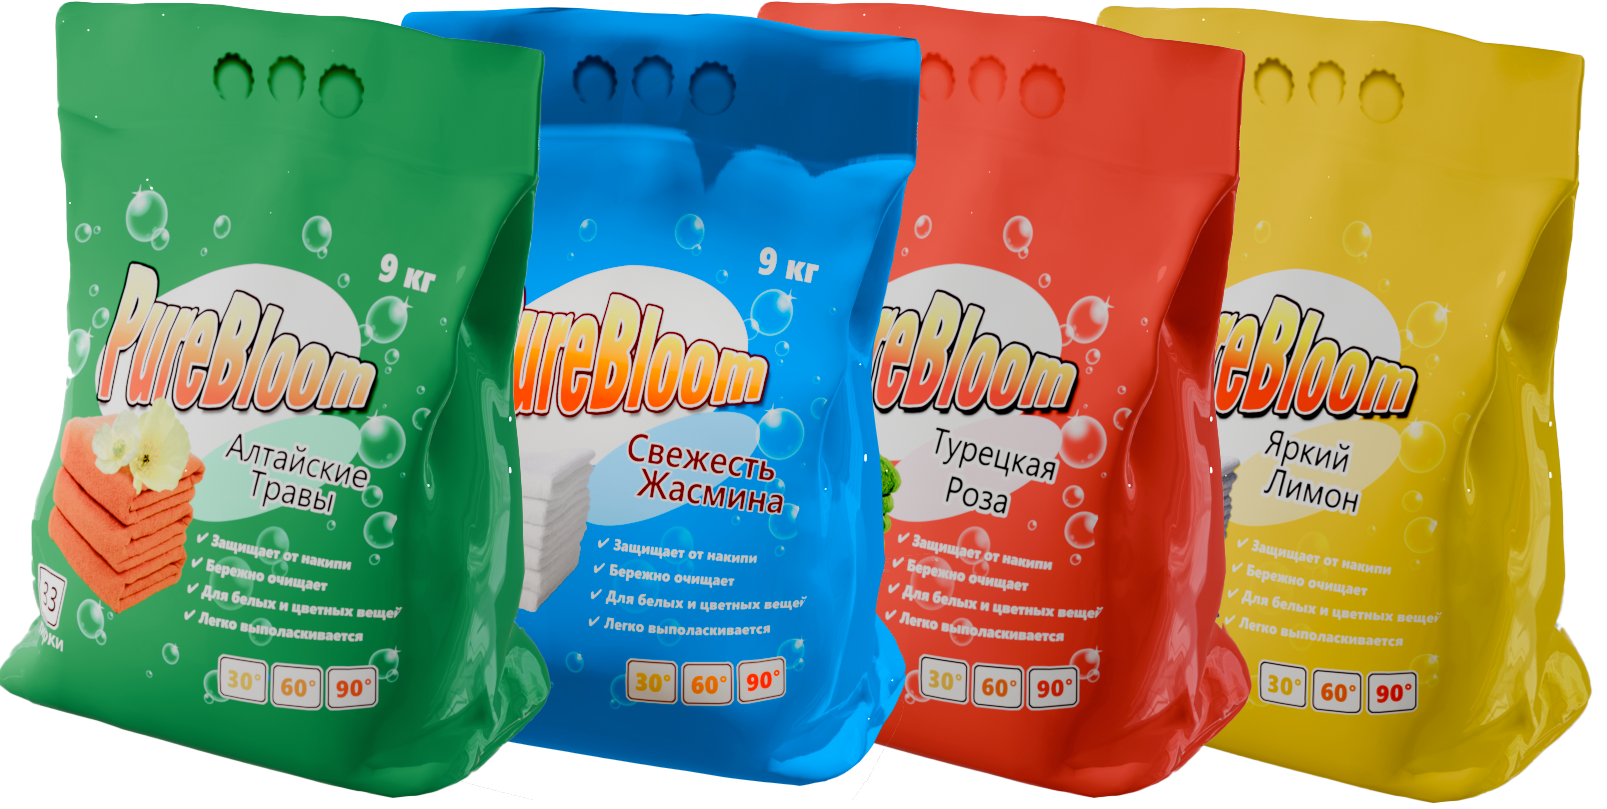 9 кг
PureBloom
Алтайские
Травы
✓ Защищает от накипи
✓ Бережно очищает
✓ Для белых и цветных вещей
✓ Легко выполаскивается
33
30° 60° 90°
9 кг
ureBloom
Свежесть
Жасмина
✓ Защищает от накипи
✓ Бережно очищает
✓ Для белых и цветных вещей
✓ Легко выполаскивается
30° 60° 90°
reBloom
Турецкая
Роза
✓ Защищает от накипи
✓ Бережно очищает
✓ Для белых и цветных вещей
✓ Легко выполаскивается
30° 60° 90°
reBloom
Яркий
Лимон
✓ Защищает от накипи
✓ Бережно очищает
✓ Для белых и цветных вещей
✓ Легко выполаскивается
30° 60° 90°